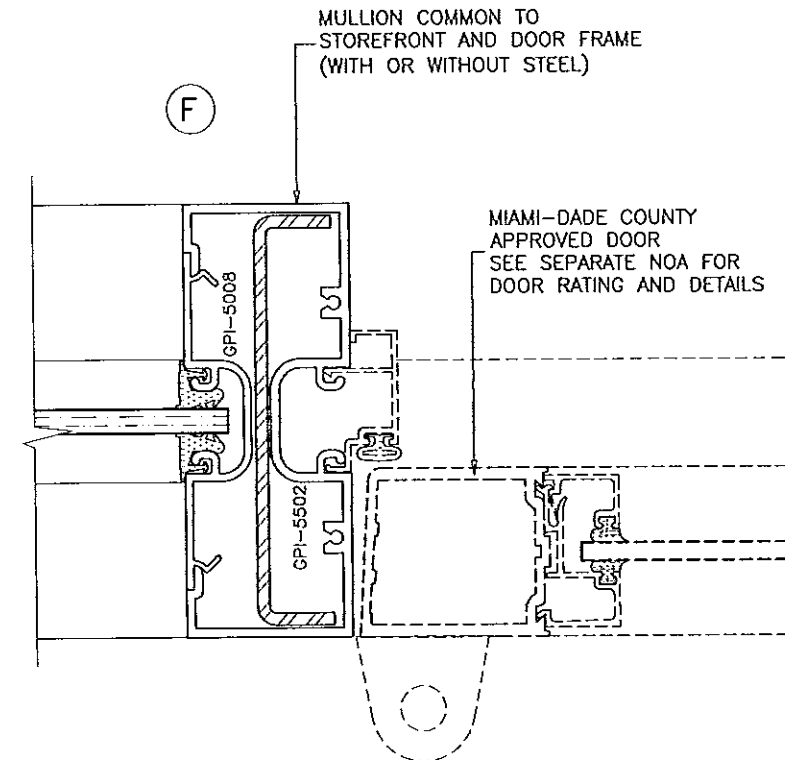 MULLION COMMON TO
STOREFRONT AND DOOR FRAME
(WITH OR WITHOUT STEEL)
F
MIAMI-DADE COUNTY
APPROVED DOOR
SEE SEPARATE NOA FOR
DOOR RATING AND DETAILS
GPI-5008
GPI-5502